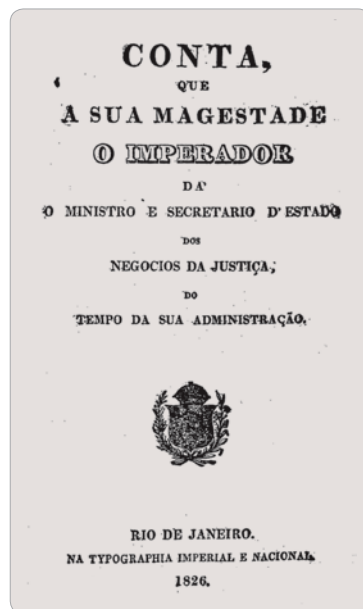 CONTA,
QUE
A SUA MAGESTADE
O IMPERADOR
DA'
O MINISTRO E SECRETARIO D'ESTADO
DOS
NEGOCIOS DA JUSTIÇA,
DO
TEMPO DA SUA ADMINISTRAÇÃO.
RIO DE JANEIRO.
NA TYPOGRAPHIA IMPERIAL E NACIONAL.
1826.